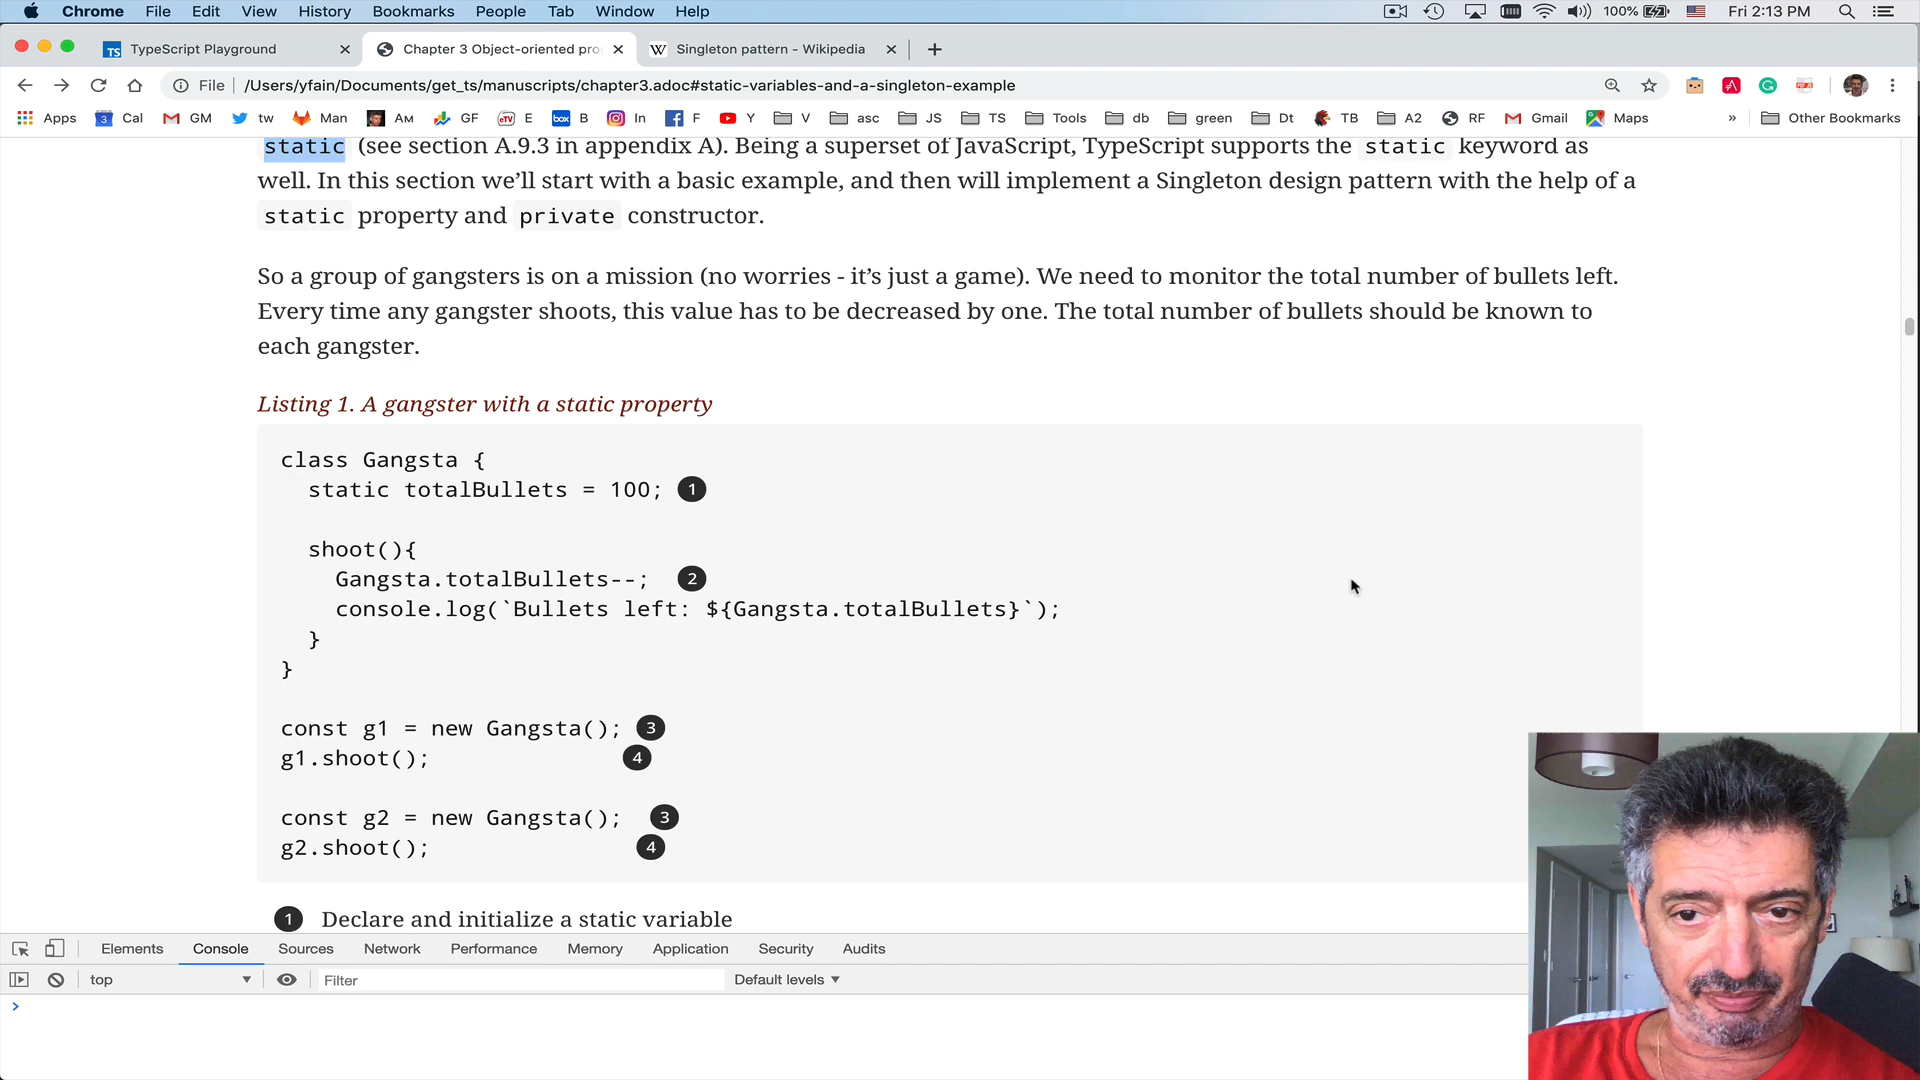 Chrome File Edit View History Bookmarks People Tab Window Help 100% Fri 2:13 PM
TS TypeScript Playground Chapter 3 Object-oriented pro W Singleton pattern - Wikipedia
File /Users/yfain/Documents/get_ts/manuscripts/chapter3.adoc#static-variables-and-a-singleton-example
Apps 3 Cal GM tw Man Ам GF eTV E box B In F Y V asc JS TS Tools db green Dt TB A2 RF Gmail Maps » Other Bookmarks
static (see section A.9.3 in appendix A). Being a superset of JavaScript, TypeScript supports the static keyword as
well. In this section we’ll start with a basic example, and then will implement a Singleton design pattern with the help of a
static property and private constructor.
So a group of gangsters is on a mission (no worries - it’s just a game). We need to monitor the total number of bullets left.
Every time any gangster shoots, this value has to be decreased by one. The total number of bullets should be known to
each gangster.
Listing 1. A gangster with a static property
class Gangsta {
static totalBullets = 100; 1
shoot(){
Gangsta.totalBullets--; 2
console.log(`Bullets left: ${Gangsta.totalBullets}`);
}
}
const g1 = new Gangsta(); 3
g1.shoot(); 4
const g2 = new Gangsta(); 3
g2.shoot(); 4
1 Declare and initialize a static variable
Elements Console Sources Network Performance Memory Application Security Audits
top Filter Default levels
>